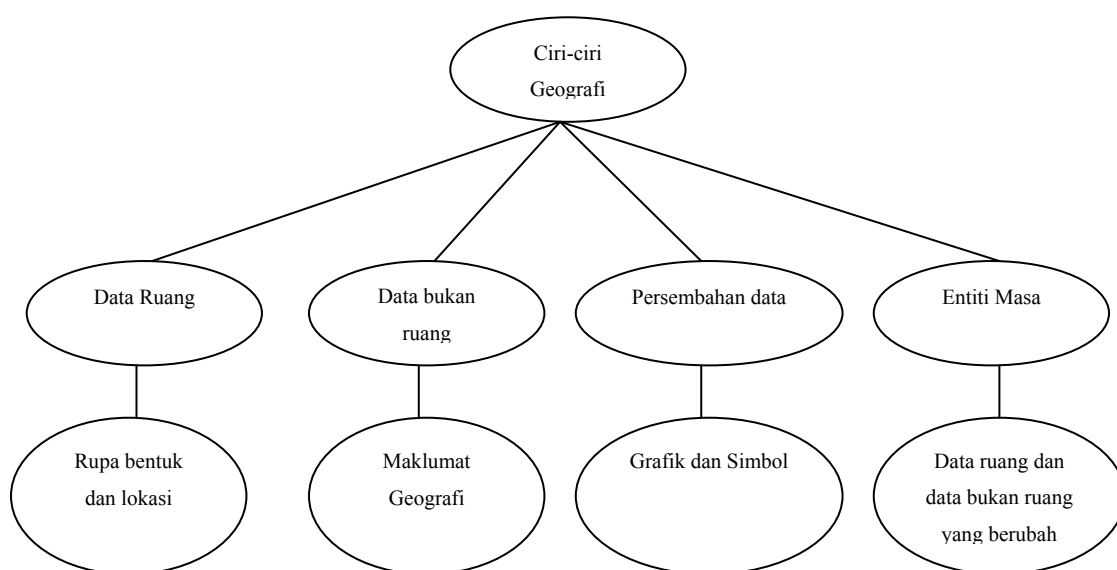 Ciri-ciri
Geografi
Data Ruang
Data bukan
ruang
Persembahan data
Entiti Masa
Rupa bentuk
dan lokasi
Maklumat
Geografi
Grafik dan Simbol
Data ruang dan
data bukan ruang
yang berubah